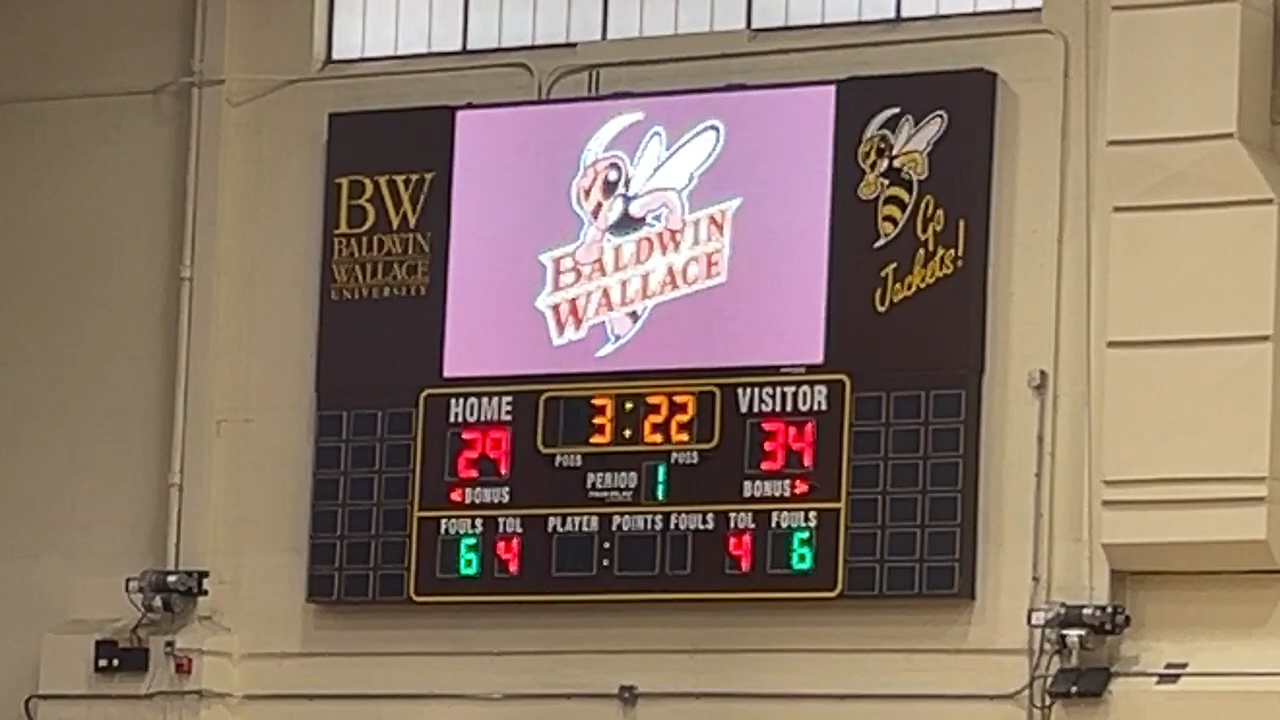 BW
BALDWIN
WALLACE
UNIVERSITY
BALDWIN
WALLACE
Go
Jackets!
HOME
3:22
VISITOR
29
34
POSS
POSS
PERIOD
1
BONUS
BONUS
FOULS
TOL
PLAYER
POINTS
FOULS
TOL
FOULS
6
4
:
4
6